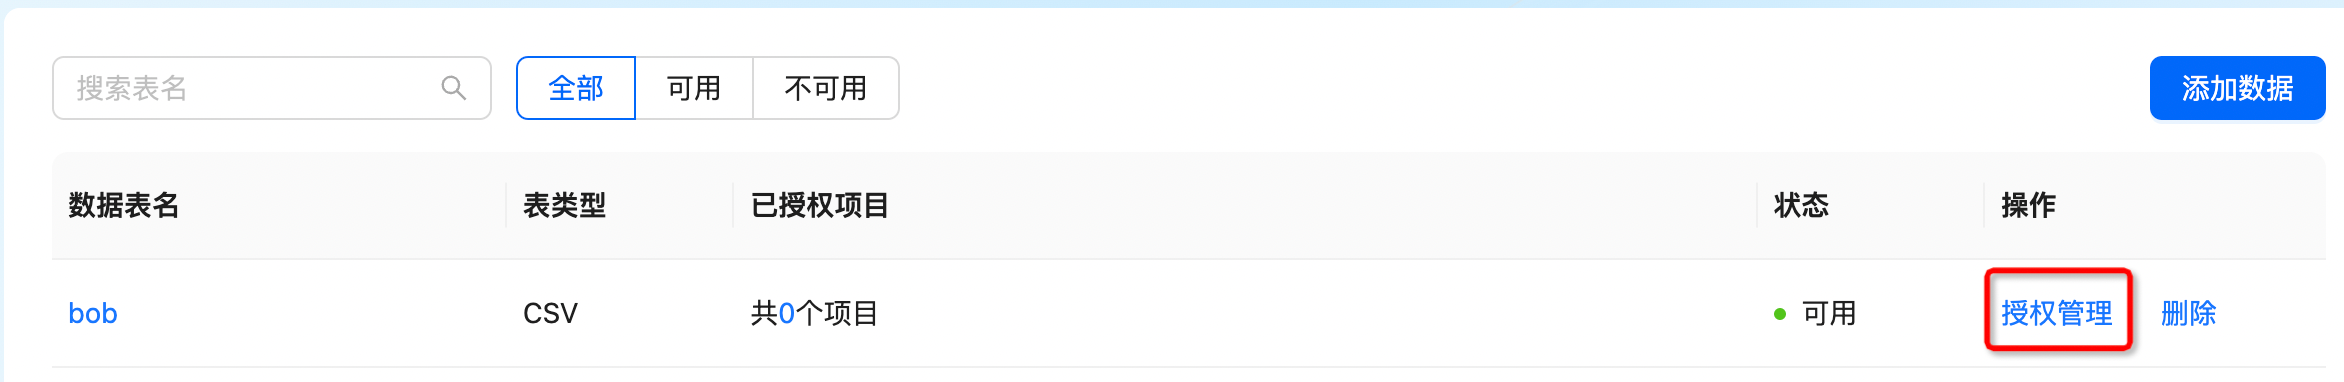 搜索表名 全部 可用 不可用 添加数据
数据表名 表类型 已授权项目 状态 操作
bob CSV 共0个项目 可用 授权管理 删除